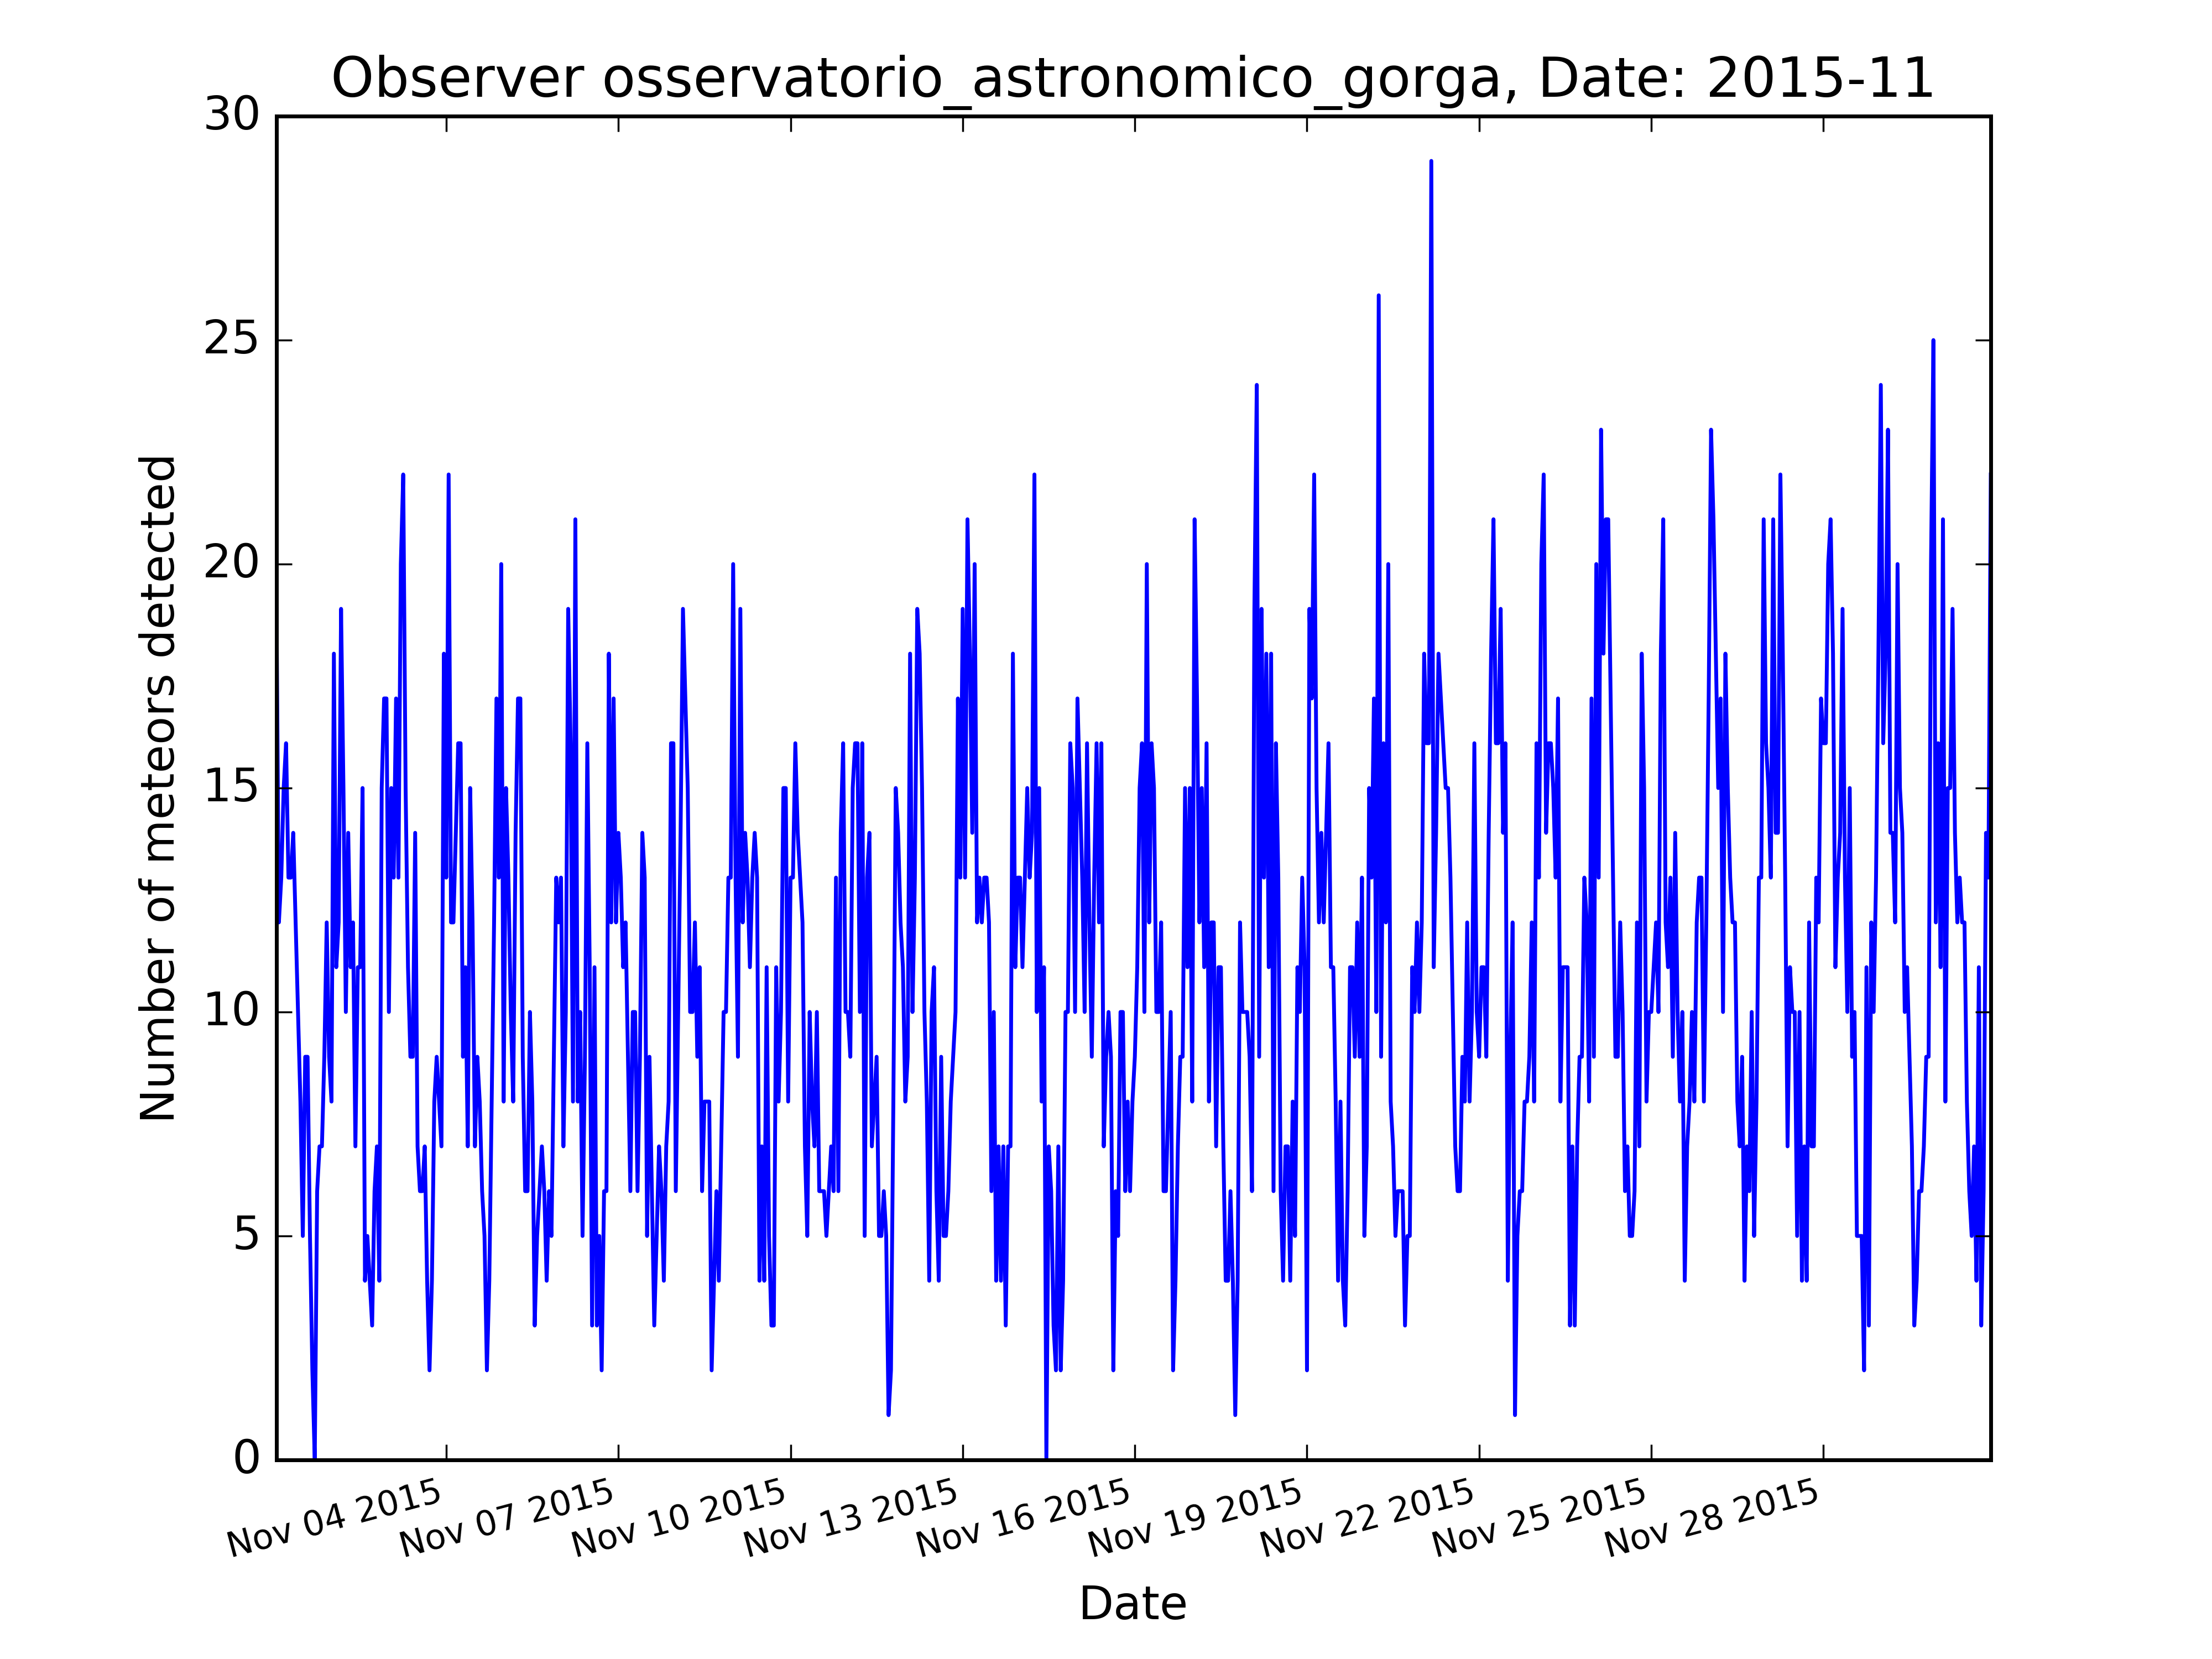 Observer osservatorio_astronomico_gorga, Date: 2015-11
30
25
20
15
10
5
0
Number of meteors detected
Nov 04 2015
Nov 07 2015
Nov 10 2015
Nov 13 2015
Nov 16 2015
Nov 19 2015
Nov 22 2015
Nov 25 2015
Nov 28 2015
Date